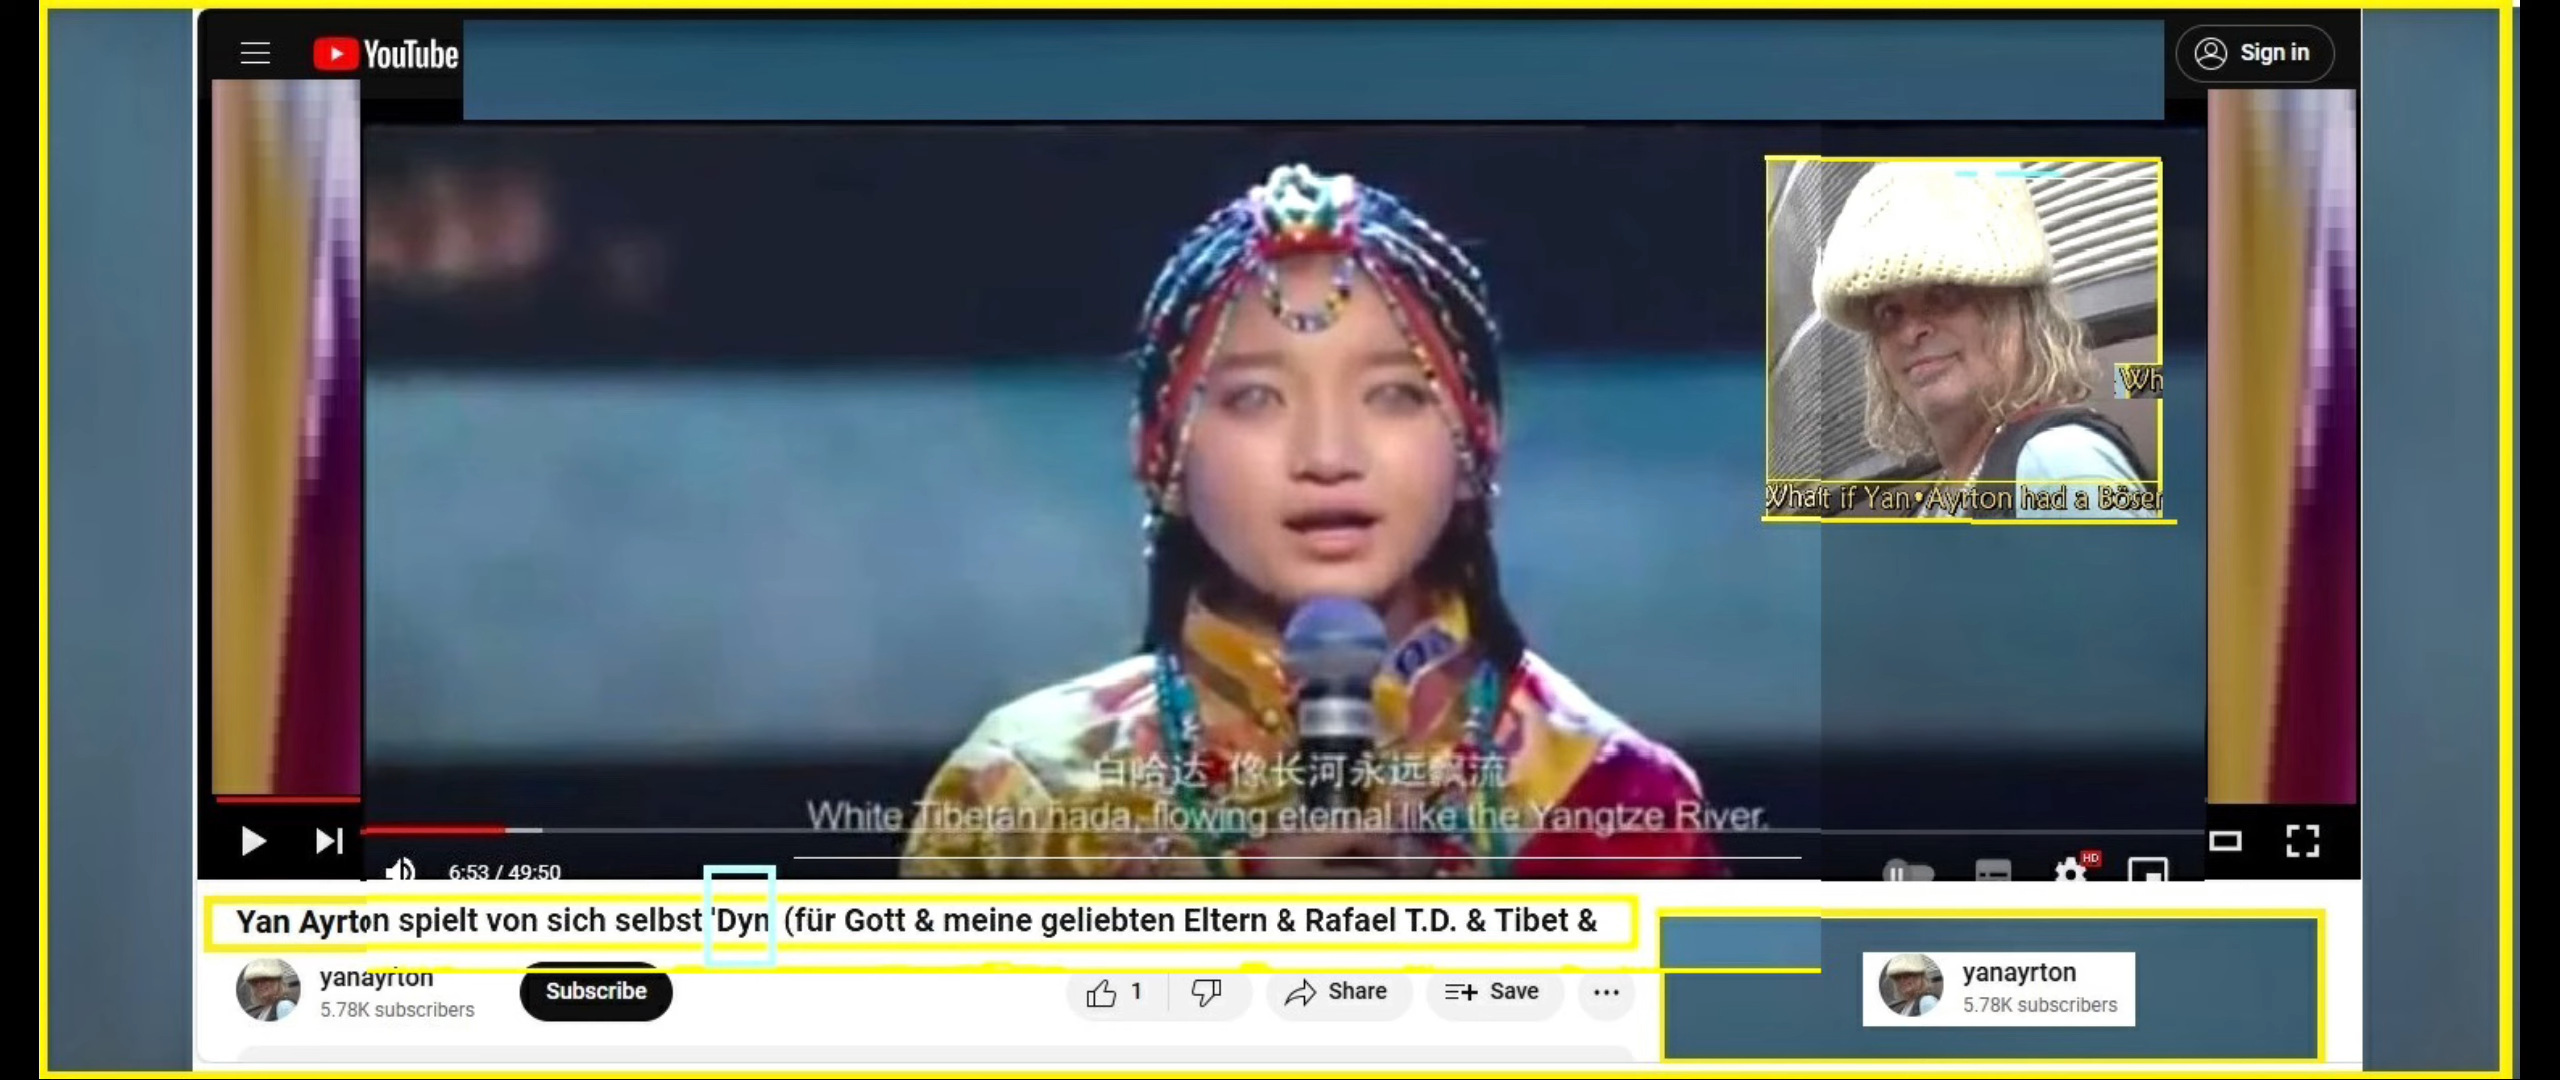 YouTube
Sign in
Wh
What if Yan•Ayrton had a Böser
白哈达 像长河永远飘流
White Tibetan hada, flowing eternal like the Yangtze River.
6:53 / 49:50
HD
Yan Ayrton spielt von sich selbst 'Dyn (für Gott & meine geliebten Eltern & Rafael T.D. & Tibet &
yanayrton
5.78K subscribers
Subscribe
1
Share
Save
yanayrton
5.78K subscribers